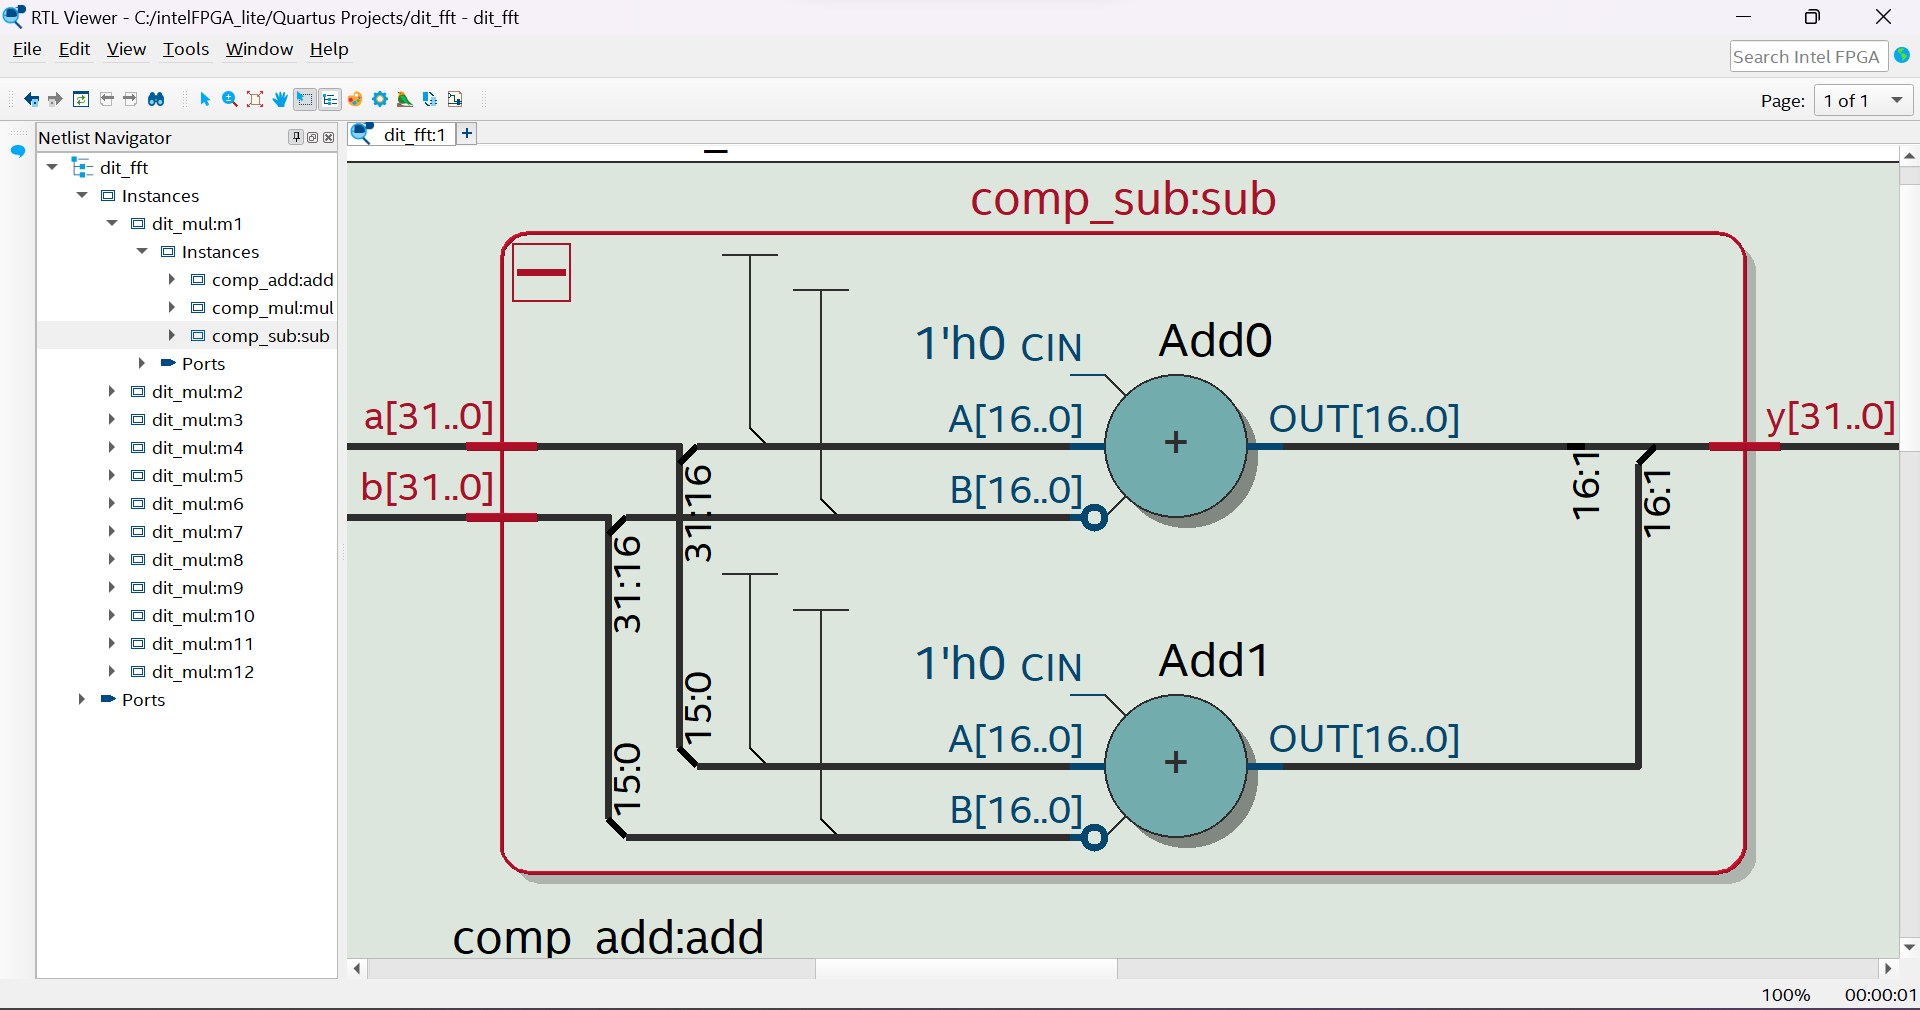 RTL Viewer - C:/intelFPGA_lite/Quartus Projects/dit_fft - dit_fft
File Edit View Tools Window Help
Search Intel FPGA
Page: 1 of 1
Netlist Navigator
dit_fft:1
+
dit_fft
Instances
dit_mul:m1
Instances
comp_add:add
comp_mul:mul
comp_sub:sub
Ports
dit_mul:m2
dit_mul:m3
dit_mul:m4
dit_mul:m5
dit_mul:m6
dit_mul:m7
dit_mul:m8
dit_mul:m9
dit_mul:m10
dit_mul:m11
dit_mul:m12
Ports
comp_sub:sub
1'h0 CIN
Add0
a[31..0]
A[16..0]
+
OUT[16..0]
y[31..0]
b[31..0]
B[16..0]
31:16
31:16
16:1
16:1
1'h0 CIN
Add1
15:0
15:0
A[16..0]
+
OUT[16..0]
B[16..0]
comp add:add
100% 00:00:01